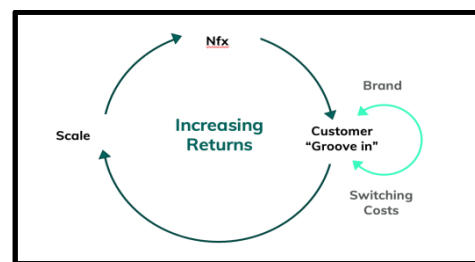 Nfx
Brand
Increasing
Returns
Scale
Customer
“Groove in”
Switching
Costs